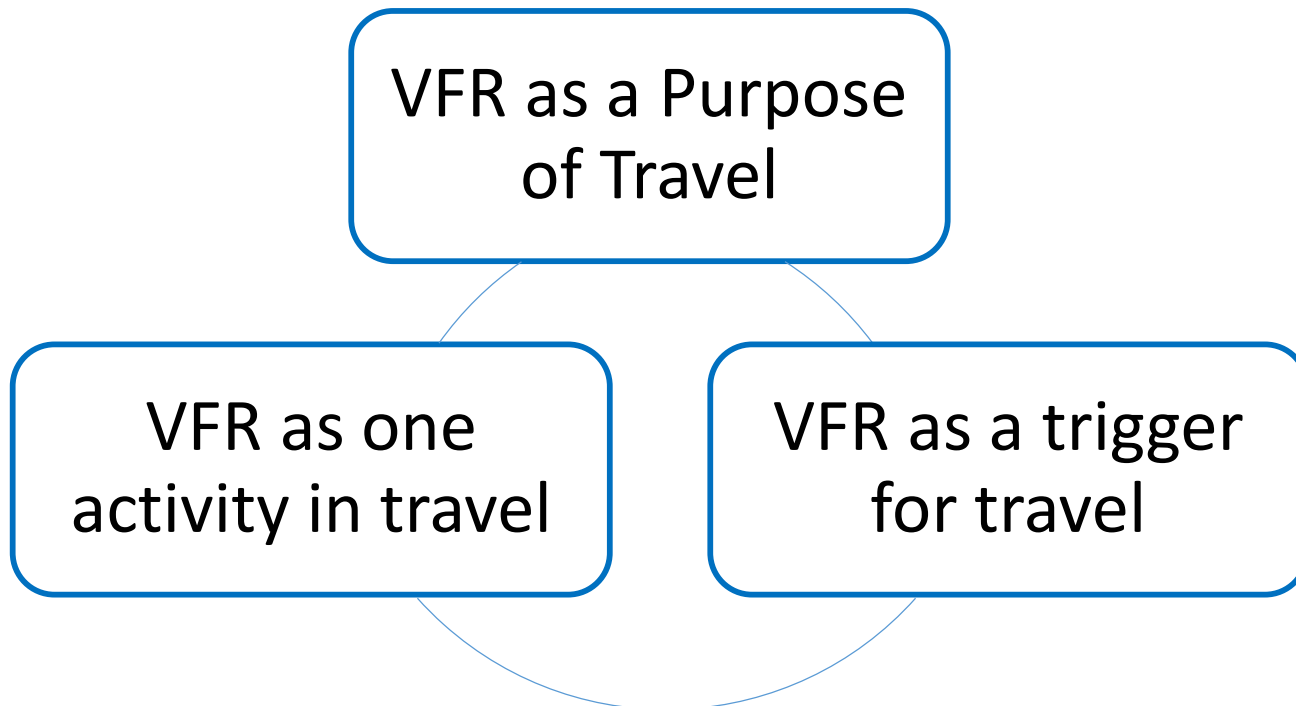 VFR as a Purpose
of Travel
VFR as one
activity in travel
VFR as a trigger
for travel